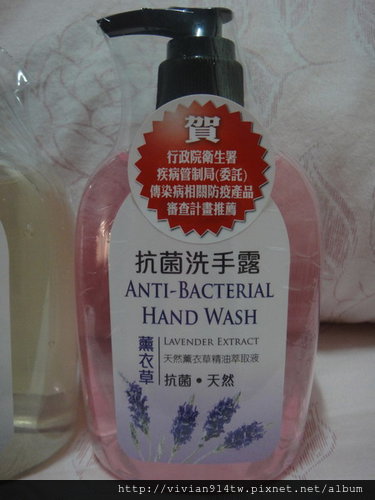 賀
行政院衛生署
疾病管制局(委託)
傳染病相關防疫產品
審查計畫推薦
抗菌洗手露
ANTI-BACTERIAL
HAND WASH
薰衣草
LAVENDER EXTRACT
天然薰衣草精油萃取液
抗菌•天然
http://vivian914tw.pixnet.net/album